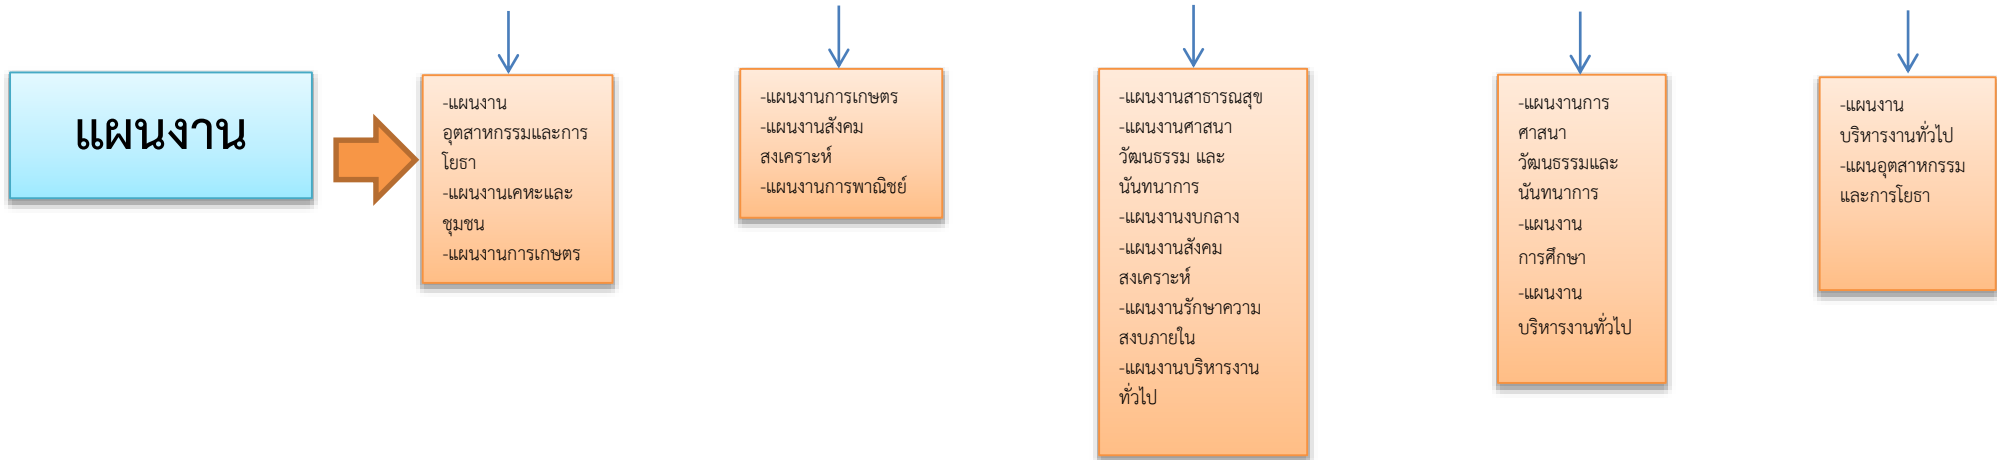 แผนงาน
-แผนงาน
อุตสาหกรรมและการ
โยธา
-แผนงานเคหะและ
ชุมชน
-แผนงานการเกษตร
-แผนงานการเกษตร
-แผนงานสังคม
สงเคราะห์
-แผนงานการพาณิชย์
-แผนงานสาธารณสุข
-แผนงานศาสนา
วัฒนธรรม และ
นันทนาการ
-แผนงานงบกลาง
-แผนงานสังคม
สงเคราะห์
-แผนงานรักษาความ
สงบภายใน
-แผนงานบริหารงาน
ทั่วไป
-แผนงานการ
ศาสนา
วัฒนธรรมและ
นันทนาการ
-แผนงาน
การศึกษา
-แผนงาน
บริหารงานทั่วไป
-แผนงาน
บริหารงานทั่วไป
-แผนอุตสาหกรรม
และการโยธา